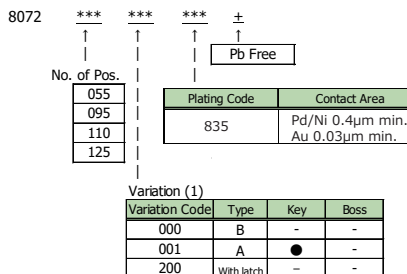 8072 *** *** *** +
Pb Free
No. of Pos.
055
095
110
125
Plating Code Contact Area
835 Pd/Ni 0.4µm min.
Au 0.03µm min.
Variation (1)
Variation Code Type Key Boss
000 B - -
001 A ● -
200 With latch – -